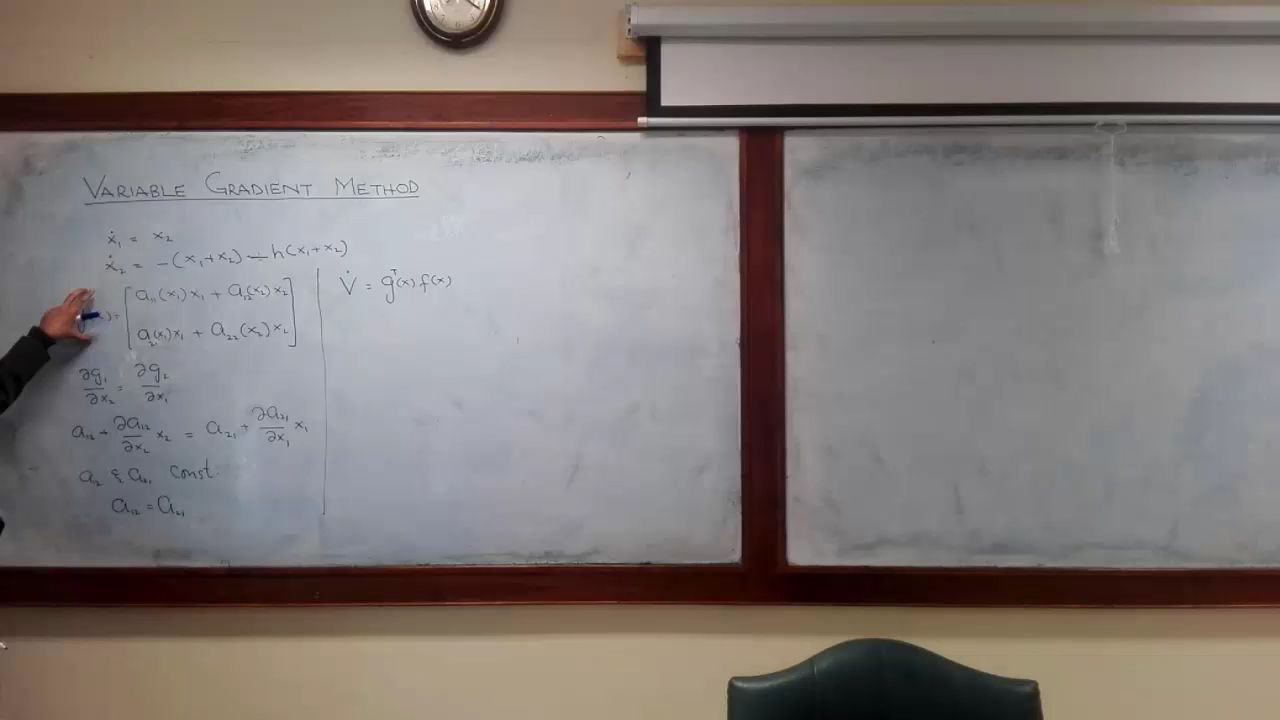 VARIABLE GRADIENT METHOD
ẋ₁ = x₂
ẋ₂ = -(x₁+x₂) - h(x₁+x₂)
x) = [a₁₁(x₁)x₁ + a₁₂(x₂)x₂
a₂₁(x₁)x₁ + a₂₂(x₂)x₂]
∂g₁/∂x₂ = ∂g₂/∂x₁
a₁₂ + ∂a₁₂/∂x₂ x₂ = a₂₁ + ∂a₂₁/∂x₁ x₁
a₁₂ & a₂₁ const.
a₁₂ = a₂₁
V̇ = gᵀ(x) f(x)